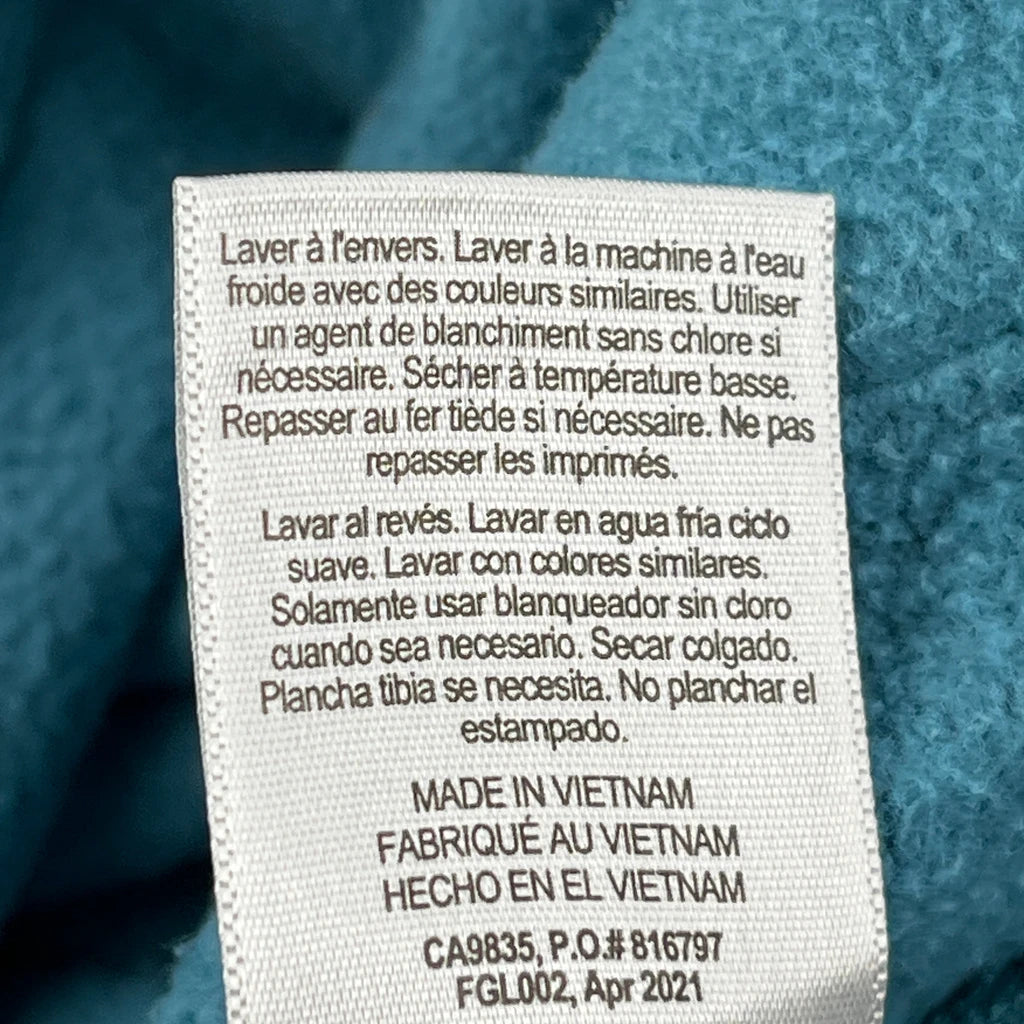 Laver à l'envers. Laver à la machine à l'eau
froide avec des couleurs similaires. Utiliser
un agent de blanchiment sans chlore si
nécessaire. Sécher à température basse.
Repasser au fer tiède si nécessaire. Ne pas
repasser les imprimés.
Lavar al revés. Lavar en agua fría ciclo
suave. Lavar con colores similares.
Solamente usar blanqueador sin cloro
cuando sea necesario. Secar colgado.
Plancha tibia se necesita. No planchar el
estampado.
MADE IN VIETNAM
FABRIQUÉ AU VIETNAM
HECHO EN EL VIETNAM
CA9835, P.O.# 816797
FGL002, Apr 2021